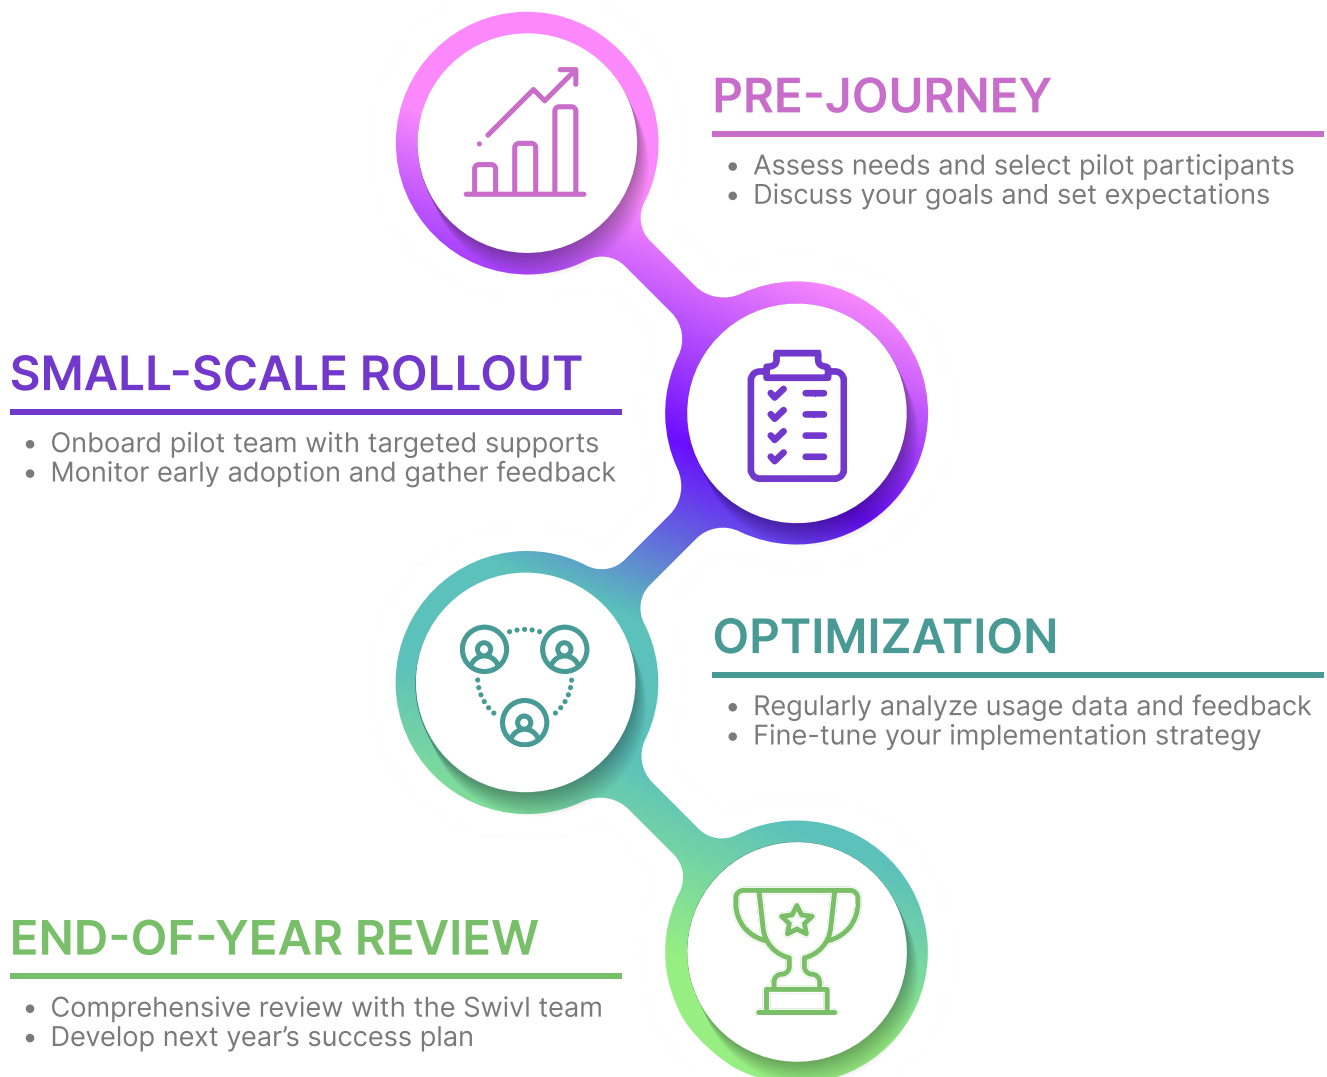 PRE-JOURNEY
• Assess needs and select pilot participants
• Discuss your goals and set expectations
SMALL-SCALE ROLLOUT
• Onboard pilot team with targeted supports
• Monitor early adoption and gather feedback
OPTIMIZATION
• Regularly analyze usage data and feedback
• Fine-tune your implementation strategy
END-OF-YEAR REVIEW
• Comprehensive review with the Swivl team
• Develop next year’s success plan